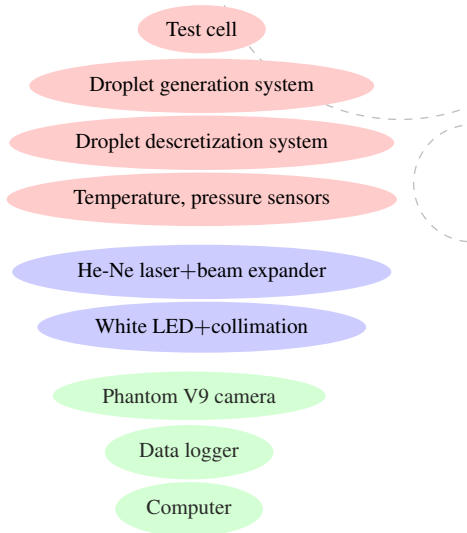 Test cell
Droplet generation system
Droplet descretization system
Temperature, pressure sensors
He-Ne laser+beam expander
White LED+collimation
Phantom V9 camera
Data logger
Computer